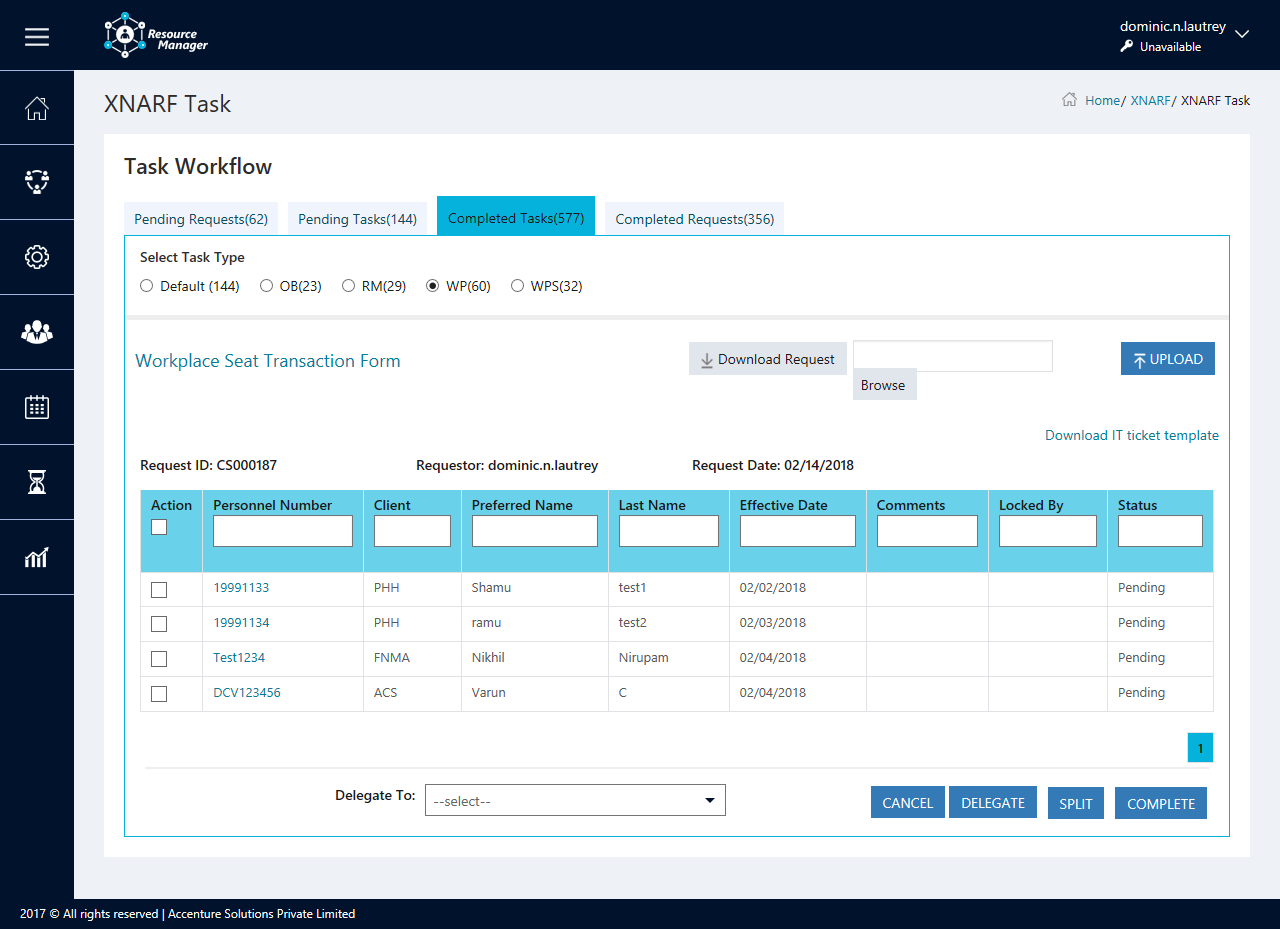 Resource Manager
dominic.n.lautrey
Unavailable
XNARF Task
Home/ XNARF/ XNARF Task
Task Workflow
Pending Requests(62) Pending Tasks(144) Completed Tasks(577) Completed Requests(356)
Select Task Type
Default (144) OB(23) RM(29) WP(60) WPS(32)
Workplace Seat Transaction Form Download Request UPLOAD
Browse
Download IT ticket template
Request ID: CS000187 Requestor: dominic.n.lautrey Request Date: 02/14/2018
Action Personnel Number Client Preferred Name Last Name Effective Date Comments Locked By Status
19991133 PHH Shamu test1 02/02/2018 Pending
19991134 PHH ramu test2 02/03/2018 Pending
Test1234 FNMA Nikhil Nirupam 02/04/2018 Pending
DCV123456 ACS Varun C 02/04/2018 Pending
1
Delegate To: --select-- CANCEL DELEGATE SPLIT COMPLETE
2017 © All rights reserved | Accenture Solutions Private Limited